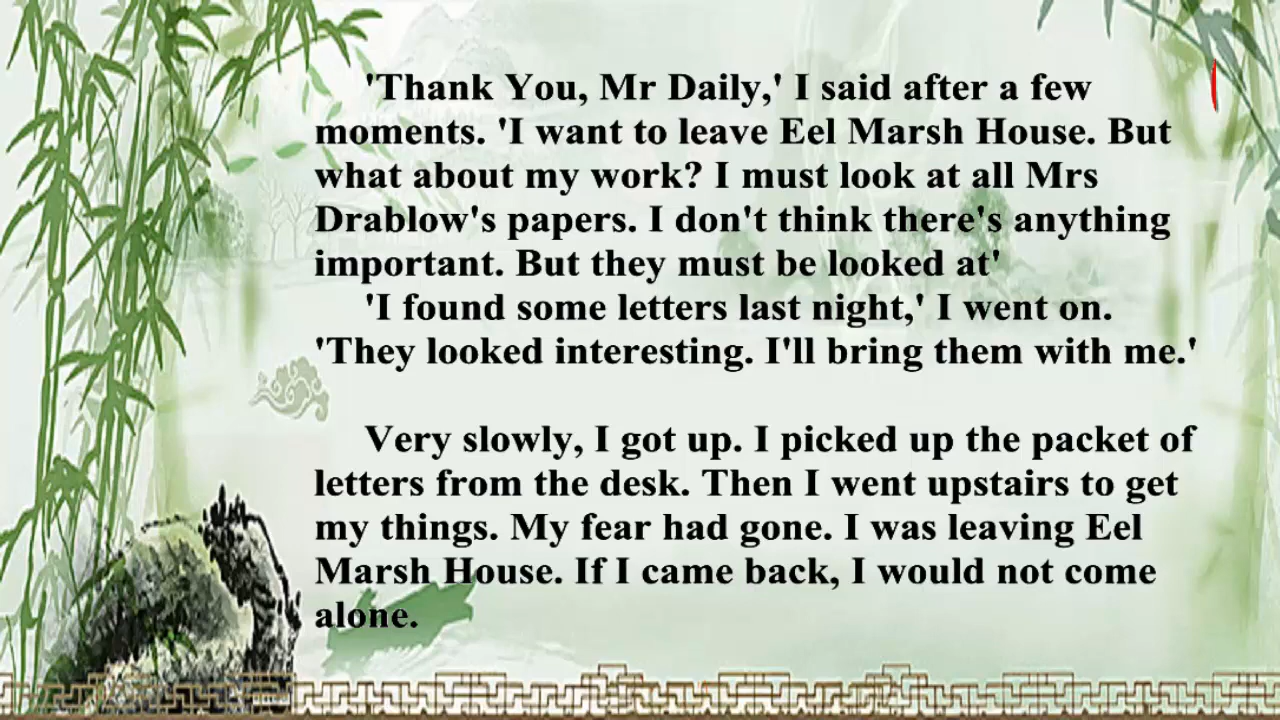 'Thank You, Mr Daily,' I said after a few
moments. 'I want to leave Eel Marsh House. But
what about my work? I must look at all Mrs
Drablow's papers. I don't think there's anything
important. But they must be looked at'
'I found some letters last night,' I went on.
'They looked interesting. I'll bring them with me.'
Very slowly, I got up. I picked up the packet of
letters from the desk. Then I went upstairs to get
my things. My fear had gone. I was leaving Eel
Marsh House. If I came back, I would not come
alone.